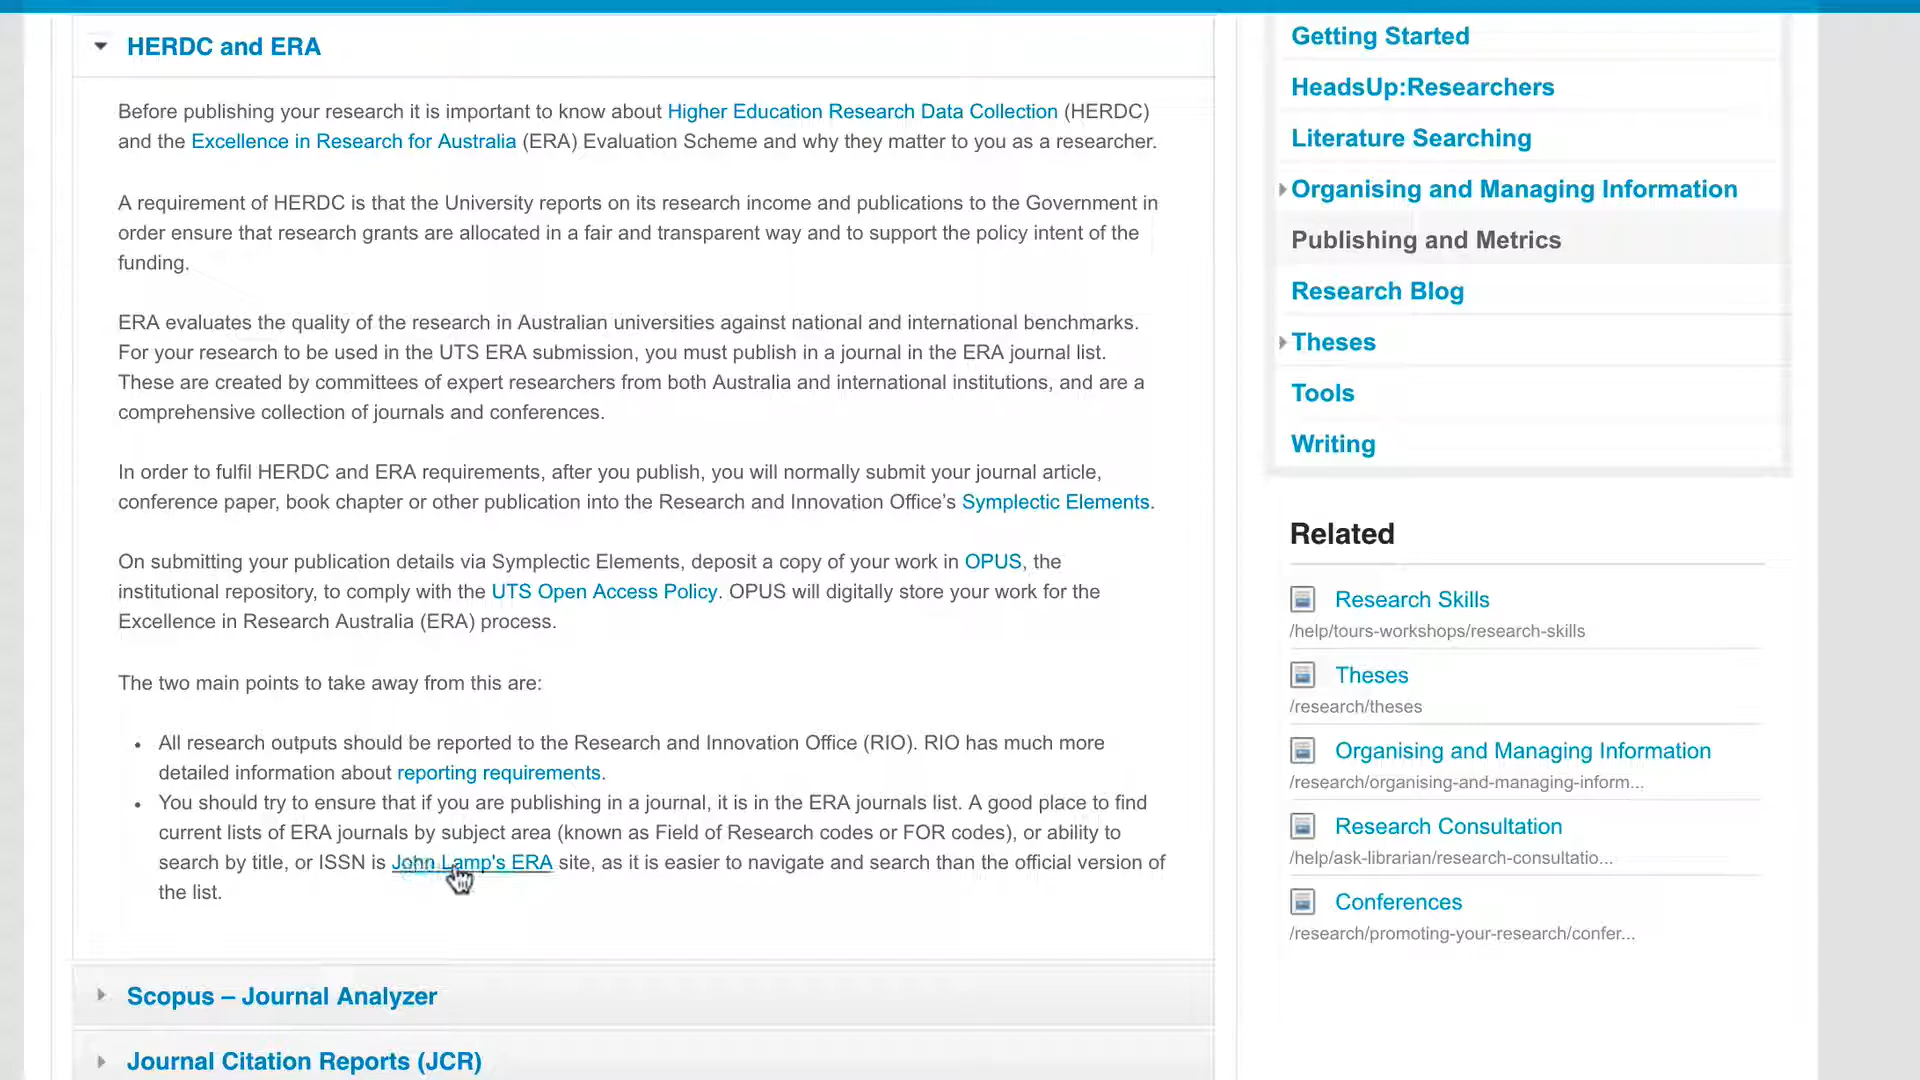 HERDC and ERA
Before publishing your research it is important to know about Higher Education Research Data Collection (HERDC)
and the Excellence in Research for Australia (ERA) Evaluation Scheme and why they matter to you as a researcher.
A requirement of HERDC is that the University reports on its research income and publications to the Government in
order ensure that research grants are allocated in a fair and transparent way and to support the policy intent of the
funding.
ERA evaluates the quality of the research in Australian universities against national and international benchmarks.
For your research to be used in the UTS ERA submission, you must publish in a journal in the ERA journal list.
These are created by committees of expert researchers from both Australia and international institutions, and are a
comprehensive collection of journals and conferences.
In order to fulfil HERDC and ERA requirements, after you publish, you will normally submit your journal article,
conference paper, book chapter or other publication into the Research and Innovation Office’s Symplectic Elements.
On submitting your publication details via Symplectic Elements, deposit a copy of your work in OPUS, the
institutional repository, to comply with the UTS Open Access Policy. OPUS will digitally store your work for the
Excellence in Research Australia (ERA) process.
The two main points to take away from this are:
• All research outputs should be reported to the Research and Innovation Office (RIO). RIO has much more
detailed information about reporting requirements.
• You should try to ensure that if you are publishing in a journal, it is in the ERA journals list. A good place to find
current lists of ERA journals by subject area (known as Field of Research codes or FOR codes), or ability to
search by title, or ISSN is John Lamp's ERA site, as it is easier to navigate and search than the official version of
the list.
Scopus – Journal Analyzer
Journal Citation Reports (JCR)
Getting Started
HeadsUp:Researchers
Literature Searching
Organising and Managing Information
Publishing and Metrics
Research Blog
Theses
Tools
Writing
Related
Research Skills
/help/tours-workshops/research-skills
Theses
/research/theses
Organising and Managing Information
/research/organising-and-managing-inform...
Research Consultation
/help/ask-librarian/research-consultatio...
Conferences
/research/promoting-your-research/confer...